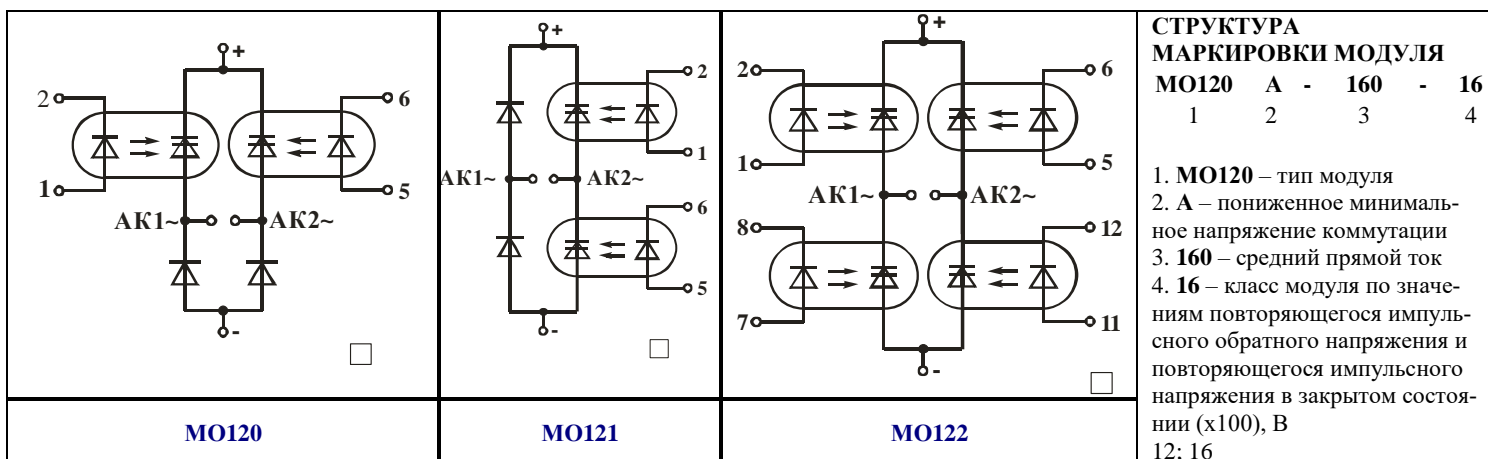 +
2
6
1
5
АК1~
АК2~
-
МО120
+
2
1
АК1~
АК2~
6
5
-
МО121
+
2
6
1
5
АК1~
АК2~
8
12
7
11
-
МО122
СТРУКТУРА
МАРКИРОВКИ МОДУЛЯ
МО120 А - 160 - 16
1 2 3 4
1. МО120 – тип модуля
2. А – пониженное минималь-
ное напряжение коммутации
3. 160 – средний прямой ток
4. 16 – класс модуля по значе-
ниям повторяющегося импуль-
сного обратного напряжения и
повторяющегося импульсного
напряжения в закрытом состоя-
нии (х100), В
12; 16